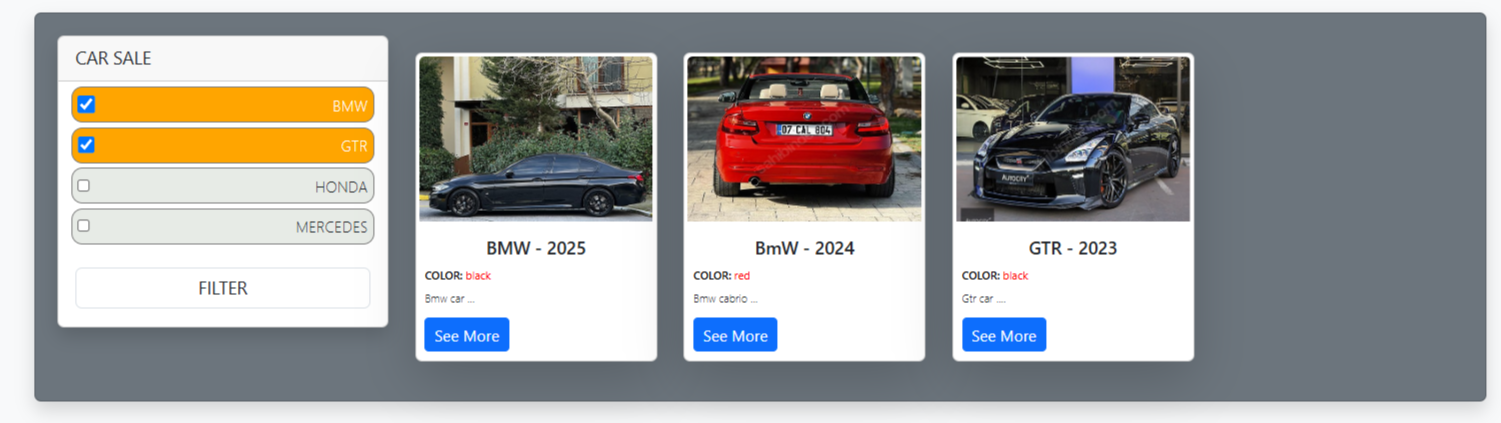 CAR SALE
BMW
GTR
HONDA
MERCEDES
FILTER
BMW - 2025
COLOR: black
Bmw car ...
See More
07 CAL 804
BmW - 2024
COLOR: red
Bmw cabrio ...
See More
AUTOCITY
GTR - 2023
COLOR: black
Gtr car ....
See More